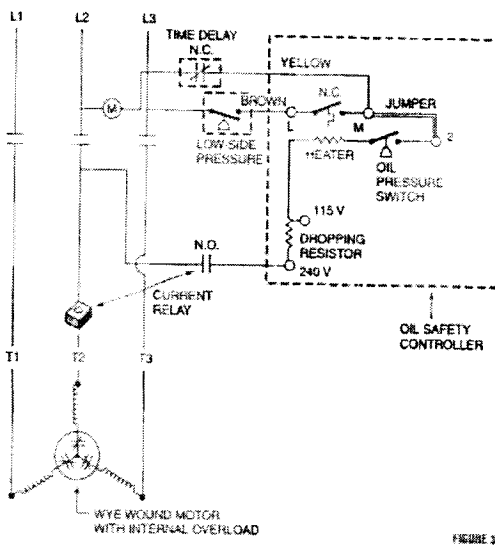 L1 L2 L3
TIME DELAY
N.C.
YELLOW
M
BROWN
N.C.
JUMPER
L
M
2
LOW-SIDE
PRESSURE
HEATER
OIL
PRESSURE
SWITCH
115 V
DROPPING
RESISTOR
N.O.
240 V
CURRENT
RELAY
OIL SAFETY
CONTROLLER
T1 T2 T3
WYE WOUND MOTOR
WITH INTERNAL OVERLOAD
FIGURE